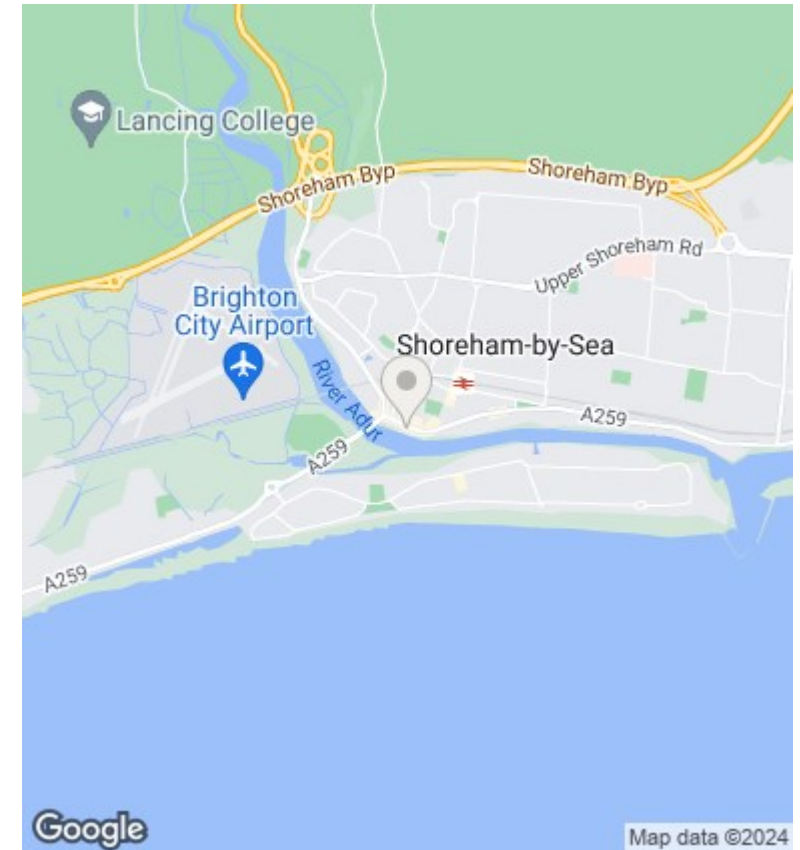 Lancing College
Shoreham Byp
Shoreham Byp
Upper Shoreham Rd
Brighton
City Airport
Shoreham-by-Sea
River Adur
A259
A259
A259
Google
Map data ©2024